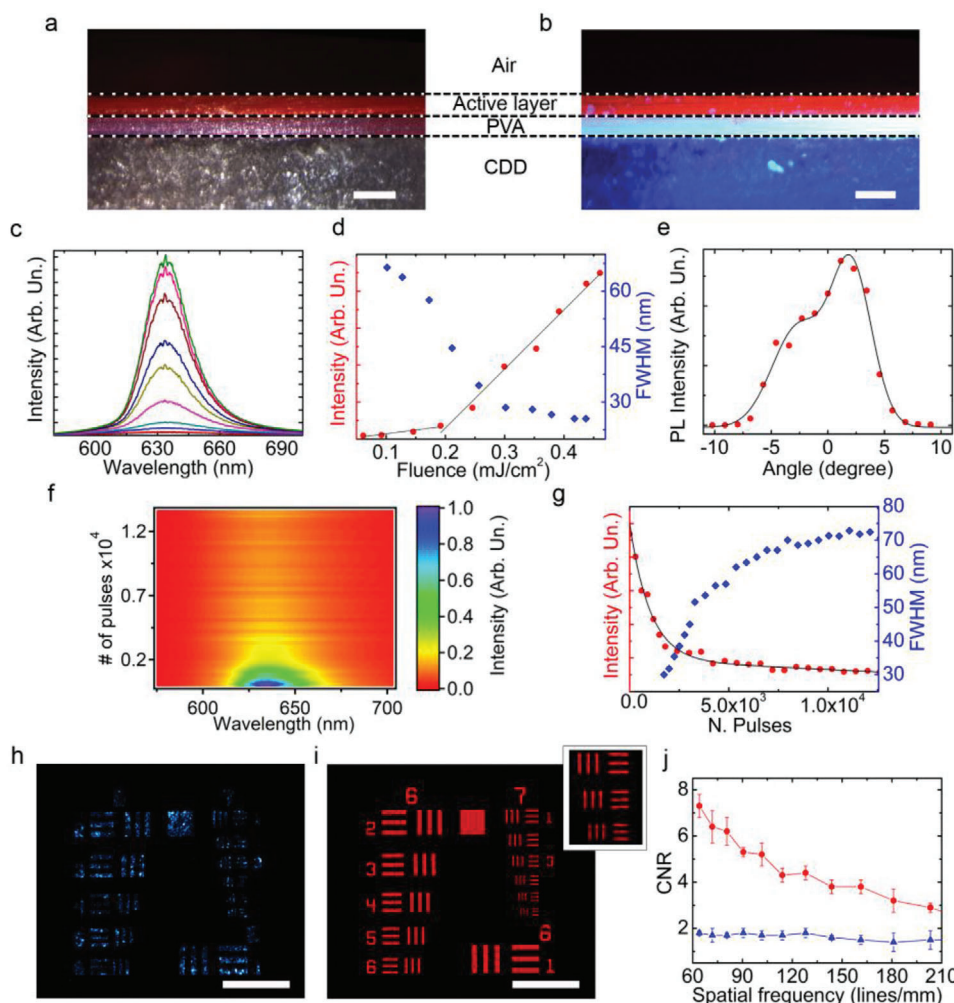 a
b
Air
Active layer
PVA
CDD
c
d
e
Intensity (Arb. Un.)
600 630 660 690
Wavelength (nm)
Intensity (Arb. Un.)
60
45
30
FWHM (nm)
0.1 0.2 0.3 0.4
Fluence (mJ/cm²)
PL Intensity (Arb. Un.)
-10 -5 0 5 10
Angle (degree)
f
g
# of pulses x10⁴
1.2
0.7
0.2
600 650 700
Wavelength (nm)
1.0
0.8
0.6
0.4
0.2
0.0
Intensity (Arb. Un.)
Intensity (Arb. Un.)
80
70
60
50
40
30
FWHM (nm)
0.0 5.0x10³ 1.0x10⁴
N. Pulses
h
i
j
6 7
2 1
3 3
4
5 6
6 1
CNR
8
6
4
2
60 90 120 150 180 210
Spatial frequency (lines/mm)